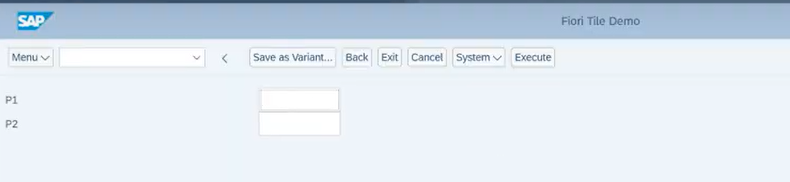 SAP
Fiori Tile Demo
Menu
Save as Variant... Back Exit Cancel System Execute
P1
P2